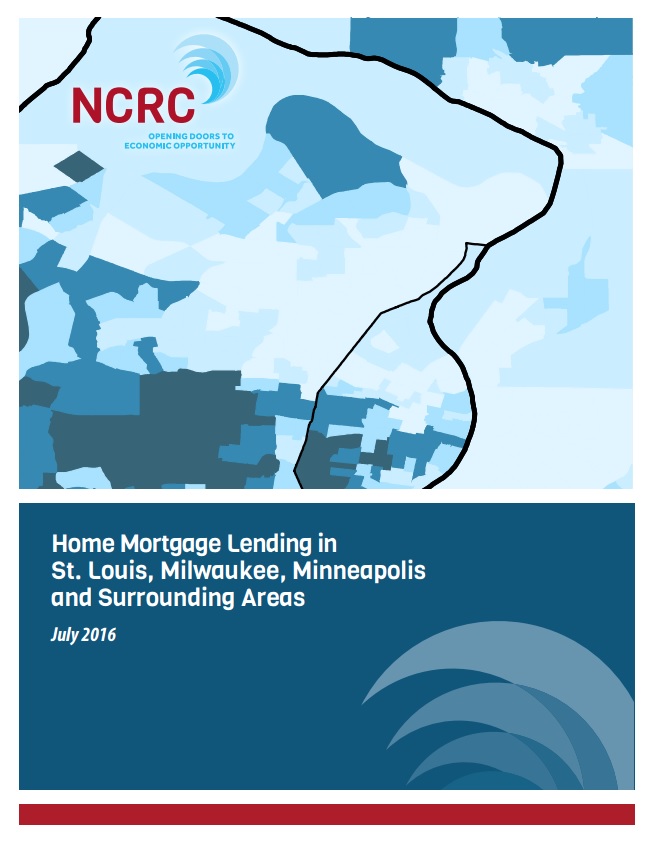 NCRC
OPENING DOORS TO
ECONOMIC OPPORTUNITY
Home Mortgage Lending in
St. Louis, Milwaukee, Minneapolis
and Surrounding Areas
July 2016